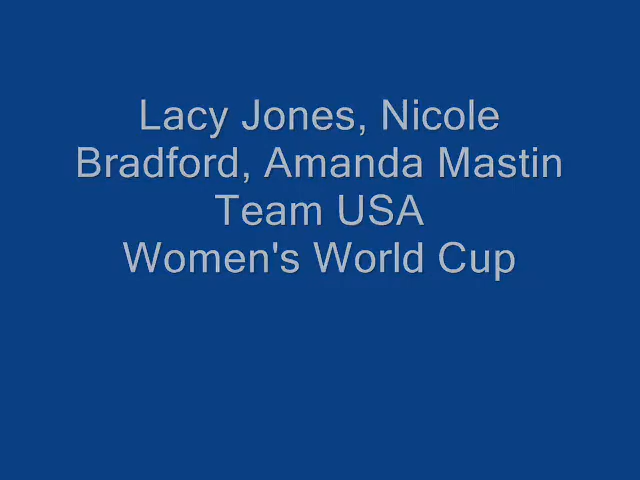 Lacy Jones, Nicole
Bradford, Amanda Mastin
Team USA
Women's World Cup